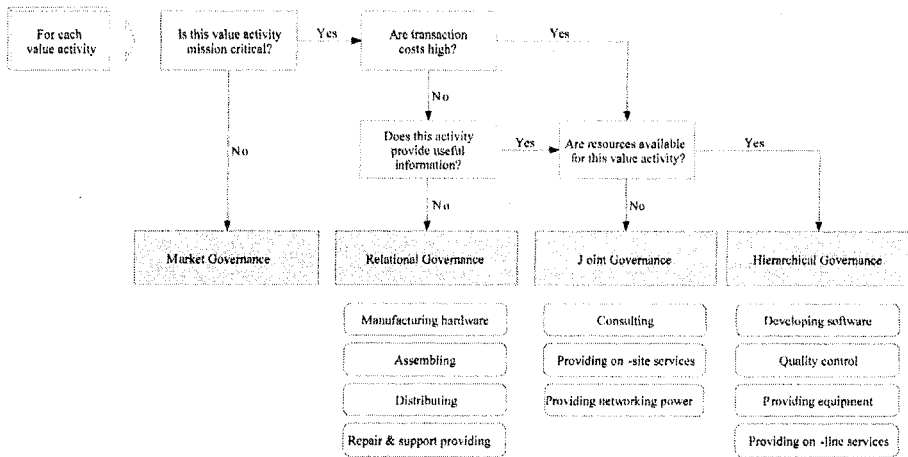 For each
value activity
Is this value activity
mission critical?
Yes
Are transaction
costs high?
Yes
No
No
Does this activity
provide useful
information?
Yes
Are resources available
for this value activity?
Yes
No
No
Market Governance
Relational Governance
Joint Governance
Hierarchical Governance
Manufacturing hardware
Consulting
Developing software
Assembling
Providing on -site services
Quality control
Distributing
Providing networking power
Providing equipment
Repair & support providing
Providing on -line services